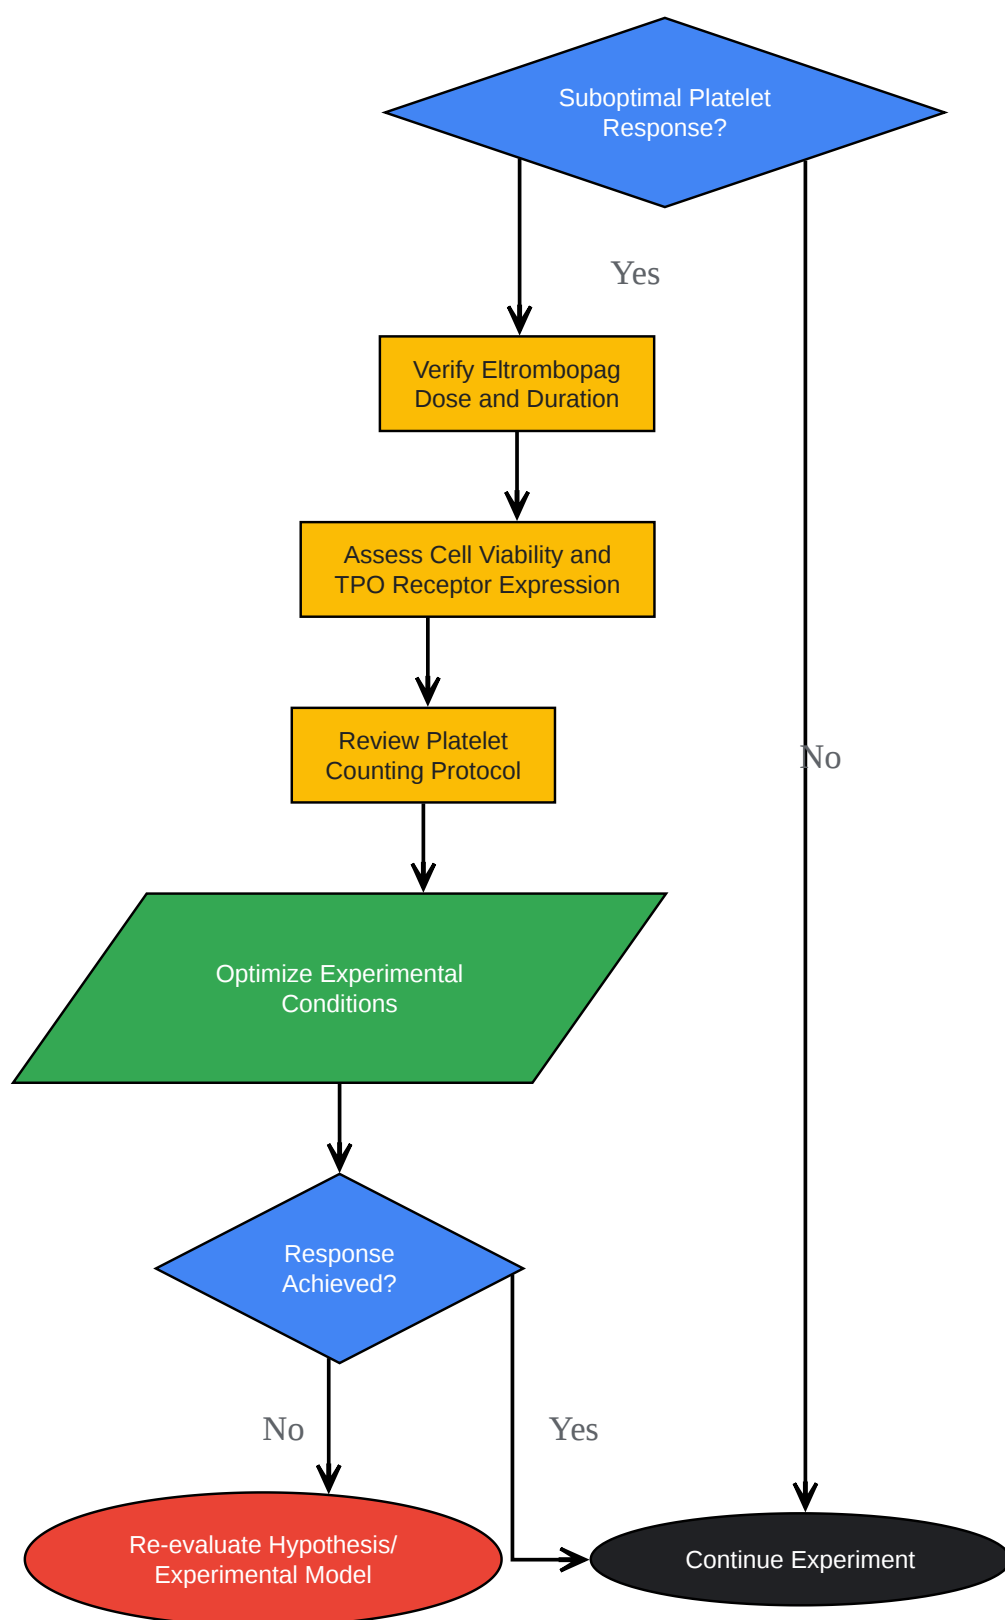 Suboptimal Platelet
Response?
Yes
Verify Eltrombopag
Dose and Duration
Assess Cell Viability and
TPO Receptor Expression
Review Platelet
Counting Protocol
No
Optimize Experimental
Conditions
Response
Achieved?
No
Yes
Re-evaluate Hypothesis/
Experimental Model
Continue Experiment